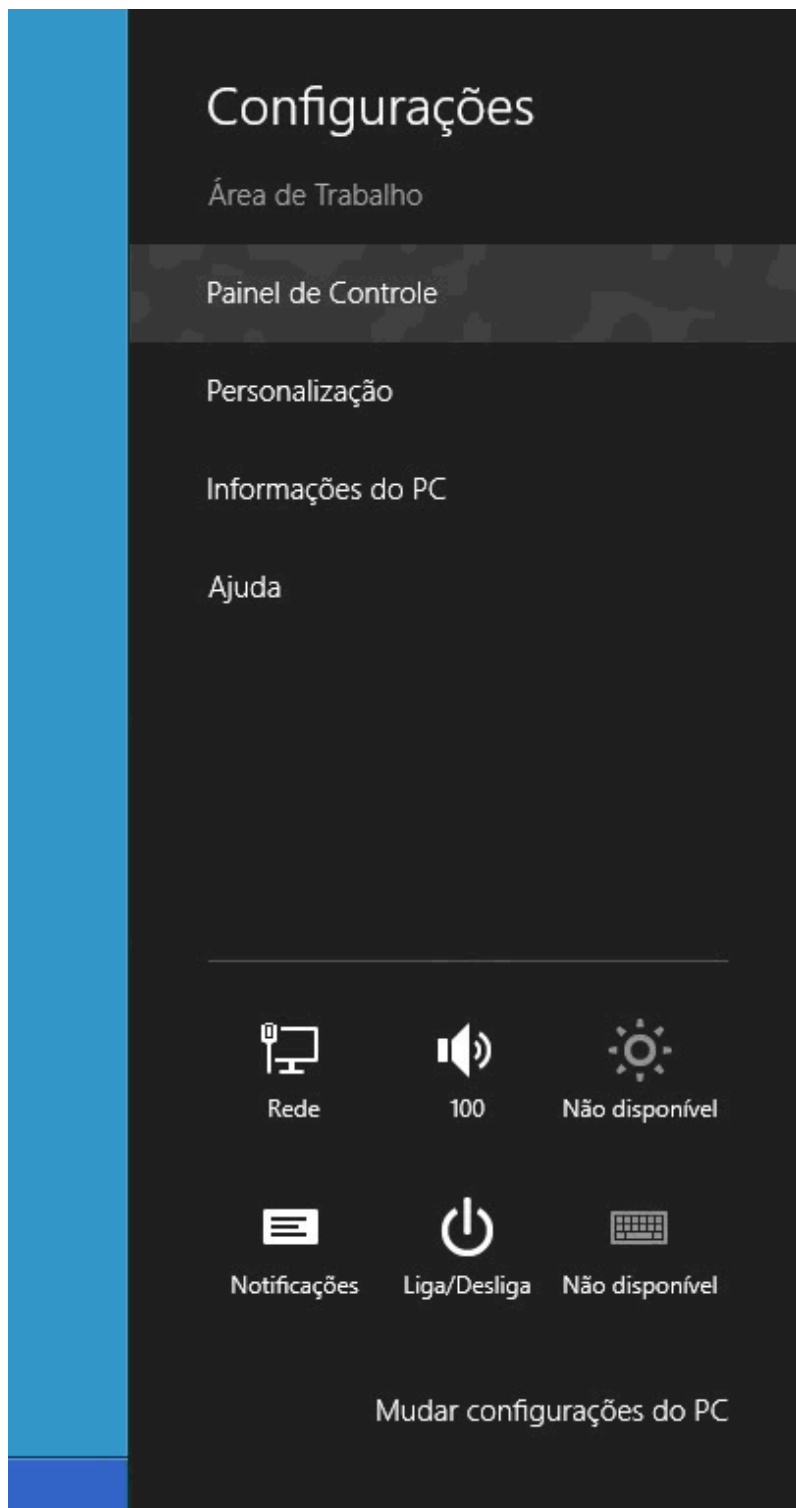 Configurações
Área de Trabalho
Painel de Controle
Personalização
Informações do PC
Ajuda
Rede
100
Não disponível
Notificações
Liga/Desliga
Não disponível
Mudar configurações do PC